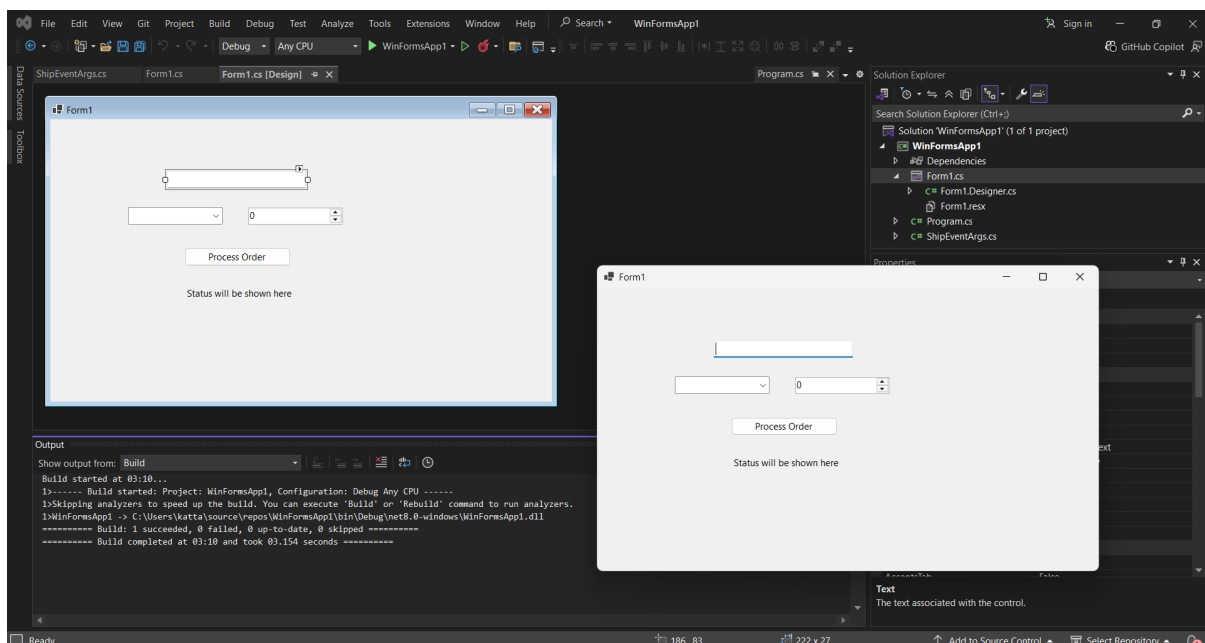 File Edit View Git Project Build Debug Test Analyze Tools Extensions Window Help Search WinFormsApp1 Sign in
Debug Any CPU WinFormsApp1 GitHub Copilot
Data Sources
Toolbox
ShipEventArgs.cs Form1.cs Form1.cs [Design] Program.cs
Form1
0
Process Order
Status will be shown here
Solution Explorer
Search Solution Explorer (Ctrl+;)
Solution 'WinFormsApp1' (1 of 1 project)
WinFormsApp1
Dependencies
Form1.cs
C# Form1.Designer.cs
Form1.resx
C# Program.cs
C# ShipEventArgs.cs
Properties
Form1
0
Process Order
Status will be shown here
ext
AcceptsTab False
Text
The text associated with the control.
Output
Show output from: Build
Build started at 03:10...
1>------ Build started: Project: WinFormsApp1, Configuration: Debug Any CPU ------
1>Skipping analyzers to speed up the build. You can execute 'Build' or 'Rebuild' command to run analyzers.
1>WinFormsApp1 -> C:\Users\katta\source\repos\WinFormsApp1\bin\Debug\net8.0-windows\WinFormsApp1.dll
========== Build: 1 succeeded, 0 failed, 0 up-to-date, 0 skipped ==========
========== Build completed at 03:10 and took 03.154 seconds ==========
Ready 186, 83 222 x 27 Add to Source Control Select Repository